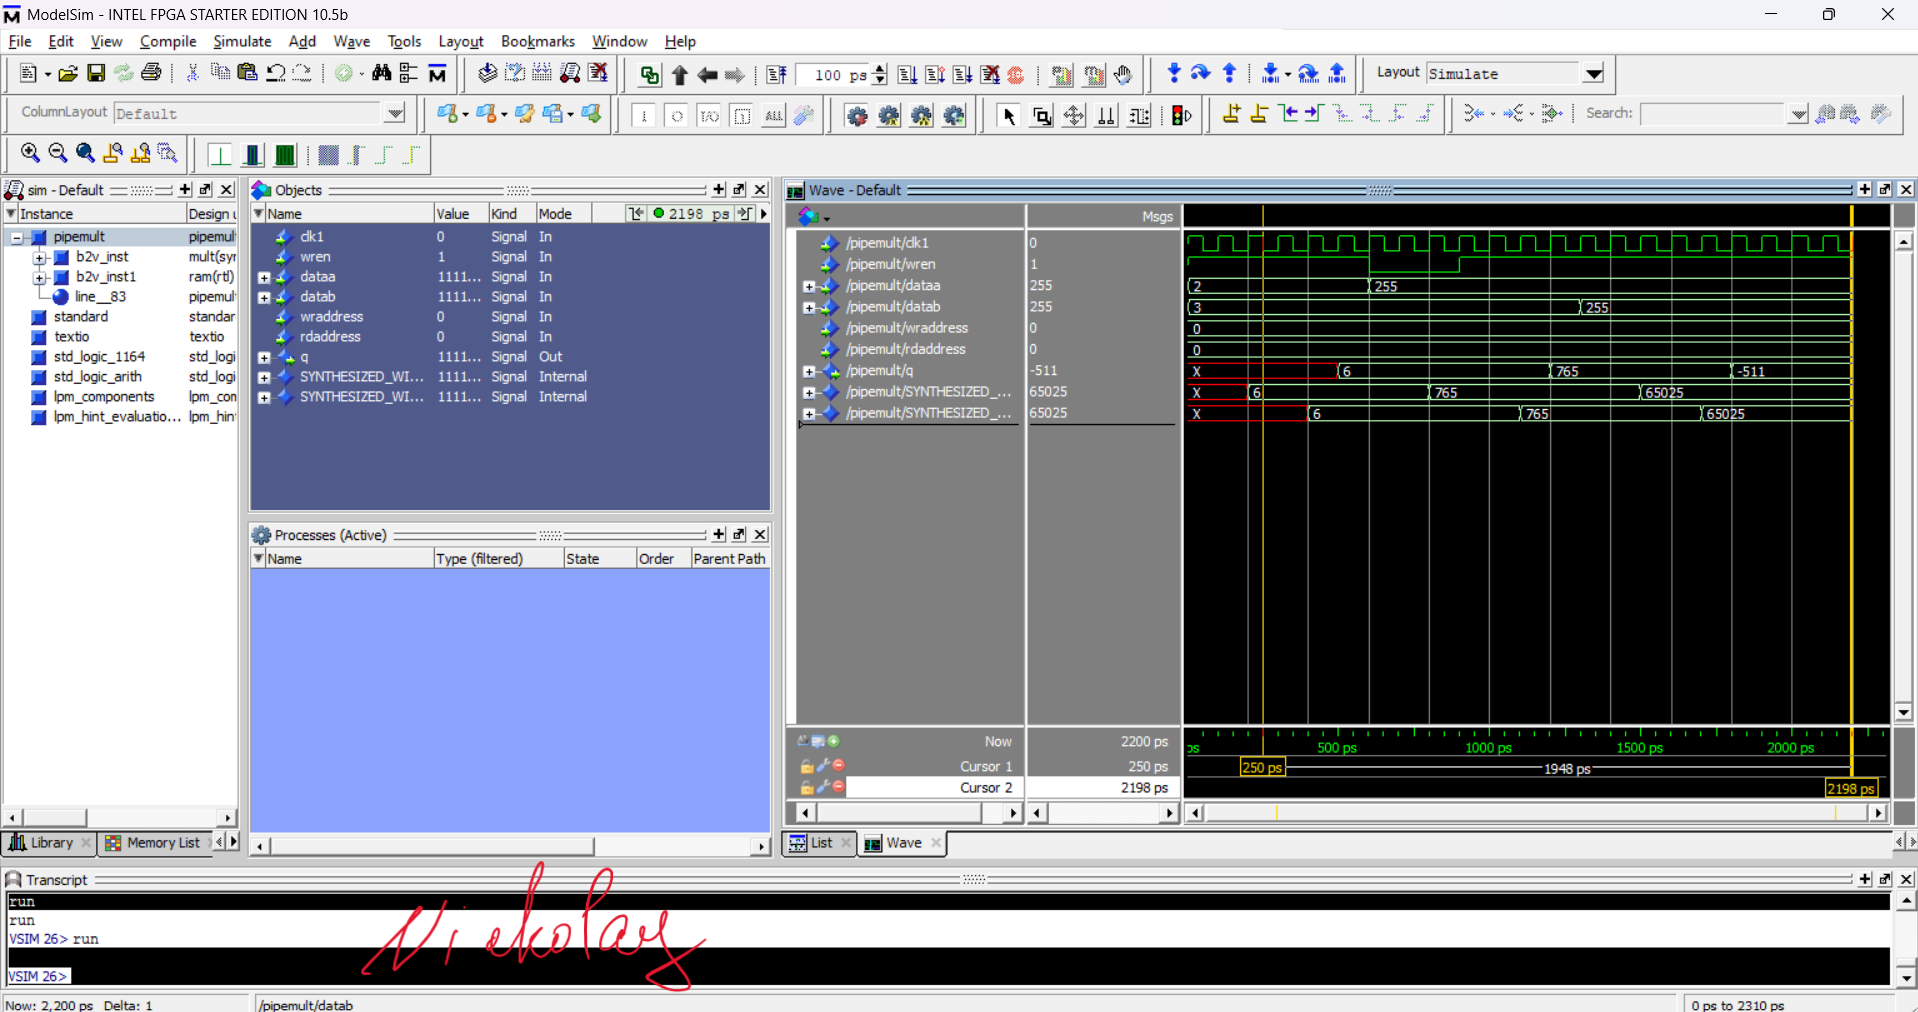 ModelSim - INTEL FPGA STARTER EDITION 10.5b
File Edit View Compile Simulate Add Wave Tools Layout Bookmarks Window Help
100 ps
Layout Simulate
ColumnLayout Default
Search:
sim - Default
Instance Design u
pipemult pipemul
b2v_inst mult(syr
b2v_inst1 ram(rtl)
line__83 pipemul
standard standar
textio textio
std_logic_1164 std_logi
std_logic_arith std_logi
lpm_components lpm_con
lpm_hint_evaluatio... lpm_hin
Library Memory List
Objects
Name Value Kind Mode 2198 ps
clk1 0 Signal In
wren 1 Signal In
dataa 1111... Signal In
datab 1111... Signal In
wraddress 0 Signal In
rdaddress 0 Signal In
q 1111... Signal Out
SYNTHESIZED_WI... 1111... Signal Internal
SYNTHESIZED_WI... 1111... Signal Internal
Processes (Active)
Name Type (filtered) State Order Parent Path
Wave - Default
Msgs
/pipemult/clk1 0
/pipemult/wren 1
/pipemult/dataa 255 2 255
/pipemult/datab 255 3 255
/pipemult/wraddress 0 0
/pipemult/rdaddress 0 0
/pipemult/q -511 X 6 765 -511
/pipemult/SYNTHESIZED_... 65025 X 6 765 65025
/pipemult/SYNTHESIZED_... 65025 X 6 765 65025
Now 2200 ps ps 500 ps 1000 ps 1500 ps 2000 ps
Cursor 1 250 ps 250 ps 1948 ps
Cursor 2 2198 ps 2198 ps
List Wave
Transcript
run
run
VSIM 26> run
VSIM 26>
Nickolay
Now: 2,200 ps Delta: 1 /pipemult/datab 0 ps to 2310 ps